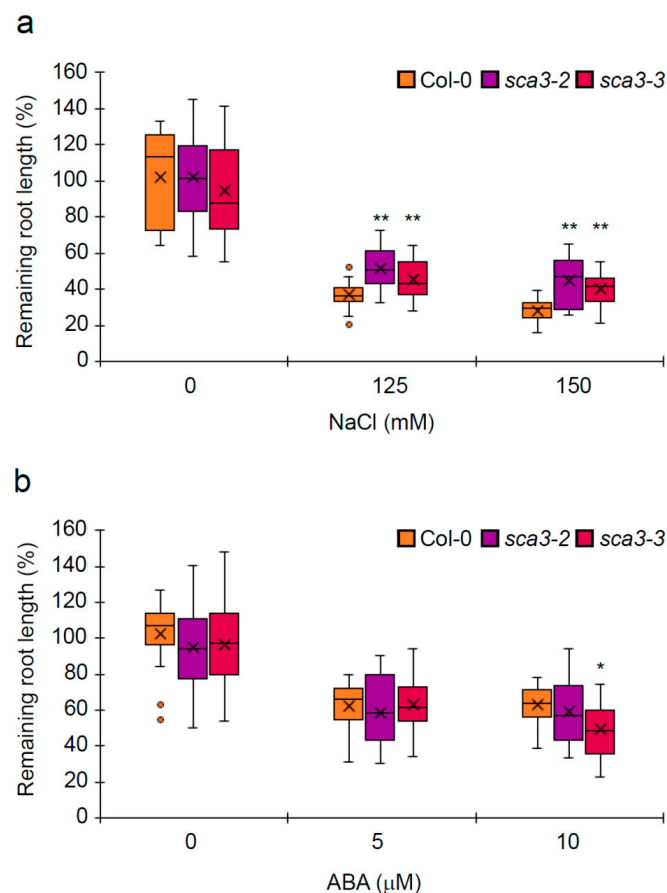 a
160
140
120
100
80
60
40
20
0
Remaining root length (%)
Col-0 sca3-2 sca3-3
** **
** **
0 125 150
NaCl (mM)
b
160
140
120
100
80
60
40
20
0
Remaining root length (%)
Col-0 sca3-2 sca3-3
*
0 5 10
ABA (μM)